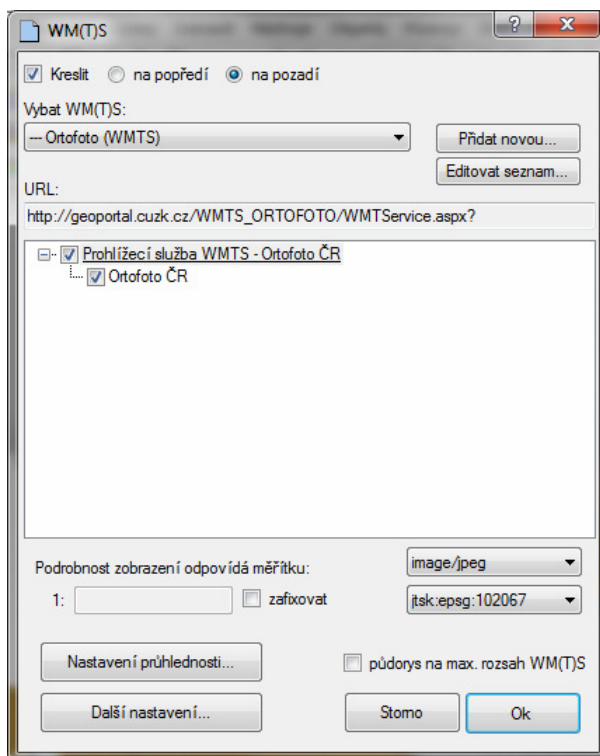 WM(T)S
Kreslit na popředí na pozadí
Vybat WM(T)S:
--- Ortofoto (WMTS)
Přidat novou...
Editovat seznam...
URL:
http://geoportal.cuzk.cz/WMTS_ORTOFOTO/WMTService.aspx?
Prohlížecí služba WMTS - Ortofoto ČR
Ortofoto ČR
Podrobnost zobrazení odpovídá měřítku:
image/jpeg
1: zafixovat
jtsk:epsg:102067
Nastavení průhlednosti...
půdorys na max. rozsah WM(T)S
Další nastavení...
Storno
Ok